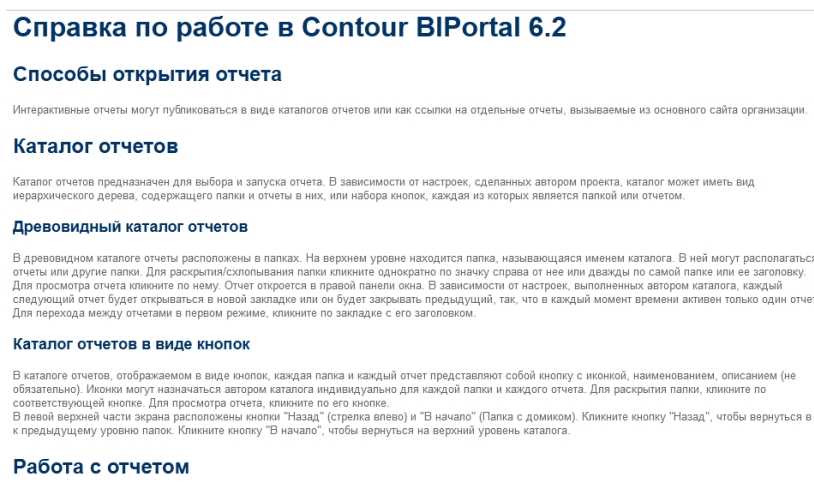 Справка по работе в Contour BIPortal 6.2
Способы открытия отчета
Интерактивные отчеты могут публиковаться в виде каталогов отчетов или как ссылки на отдельные отчеты, вызываемые из основного сайта организации.
Каталог отчетов
Каталог отчетов предназначен для выбора и запуска отчета. В зависимости от настроек, сделанных автором проекта, каталог может иметь вид
иерархического дерева, содержащего папки и отчеты в них, или набора кнопок, каждая из которых является папкой или отчетом.
Древовидный каталог отчетов
В древовидном каталоге отчеты расположены в папках. На верхнем уровне находится папка, называющаяся именем каталога. В ней могут располагаться
отчеты или другие папки. Для раскрытия/схлопывания папки кликните однократно по значку справа от нее или дважды по самой папке или ее заголовку.
Для просмотра отчета кликните по нему. Отчет откроется в правой панели окна. В зависимости от настроек, выполненных автором каталога, каждый
следующий отчет будет открываться в новой закладке или он будет закрывать предыдущий, так, что в каждый момент времени активен только один отчет
Для перехода между отчетами в первом режиме, кликните по закладке с его заголовком.
Каталог отчетов в виде кнопок
В каталоге отчетов, отображаемом в виде кнопок, каждая папка и каждый отчет представляют собой кнопку с иконкой, наименованием, описанием (не
обязательно). Иконки могут назначаться автором каталога индивидуально для каждой папки и каждого отчета. Для раскрытия папки, кликните по
соответствующей кнопке. Для просмотра отчета, кликните по его кнопке.
В левой верхней части экрана расположены кнопки "Назад" (стрелка влево) и "В начало" (Папка с домиком). Кликните кнопку "Назад", чтобы вернуться в
к предыдущему уровню папок. Кликните кнопку "В начало", чтобы вернуться на верхний уровень каталога.
Работа с отчетом